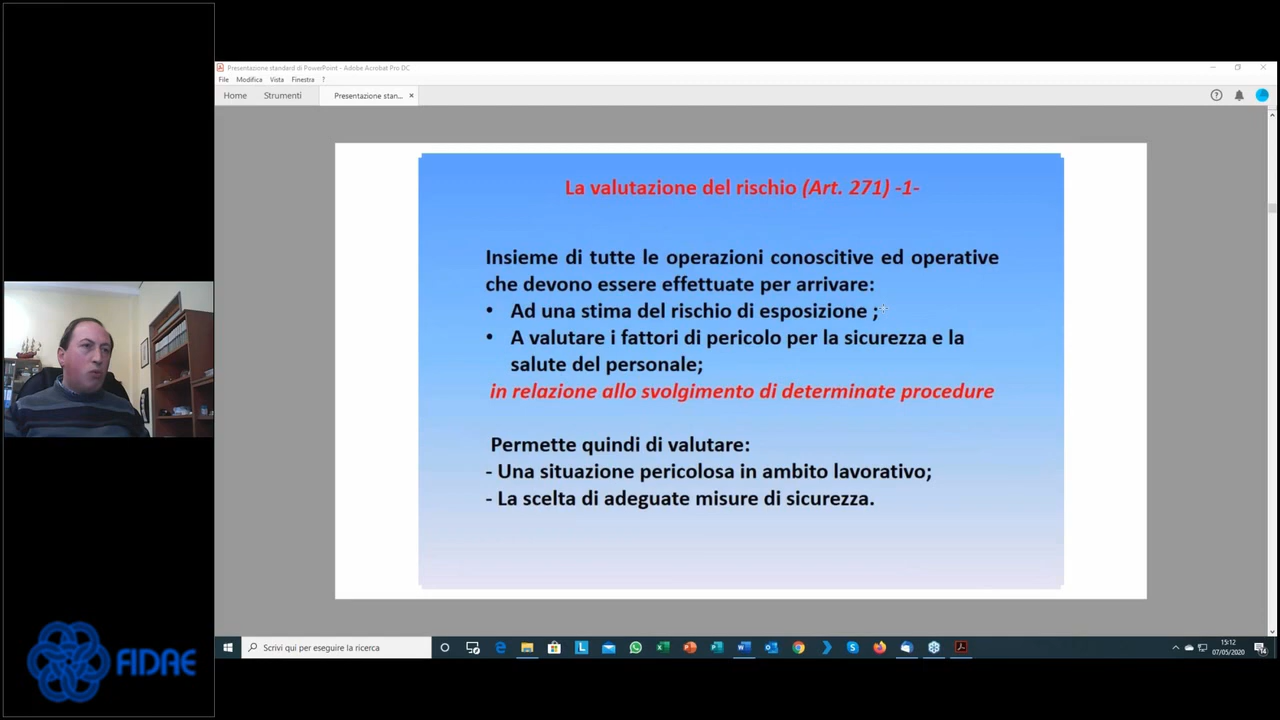 Presentazione standard di PowerPoint - Adobe Acrobat Pro DC
File Modifica Vista Finestra ?
Home Strumenti Presentazione stan...
La valutazione del rischio (Art. 271) -1-
Insieme di tutte le operazioni conoscitive ed operative
che devono essere effettuate per arrivare:
• Ad una stima del rischio di esposizione ;
• A valutare i fattori di pericolo per la sicurezza e la
salute del personale;
in relazione allo svolgimento di determinate procedure
Permette quindi di valutare:
- Una situazione pericolosa in ambito lavorativo;
- La scelta di adeguate misure di sicurezza.
FIDAE
Scrivi qui per eseguire la ricerca
15:12
07/05/2020